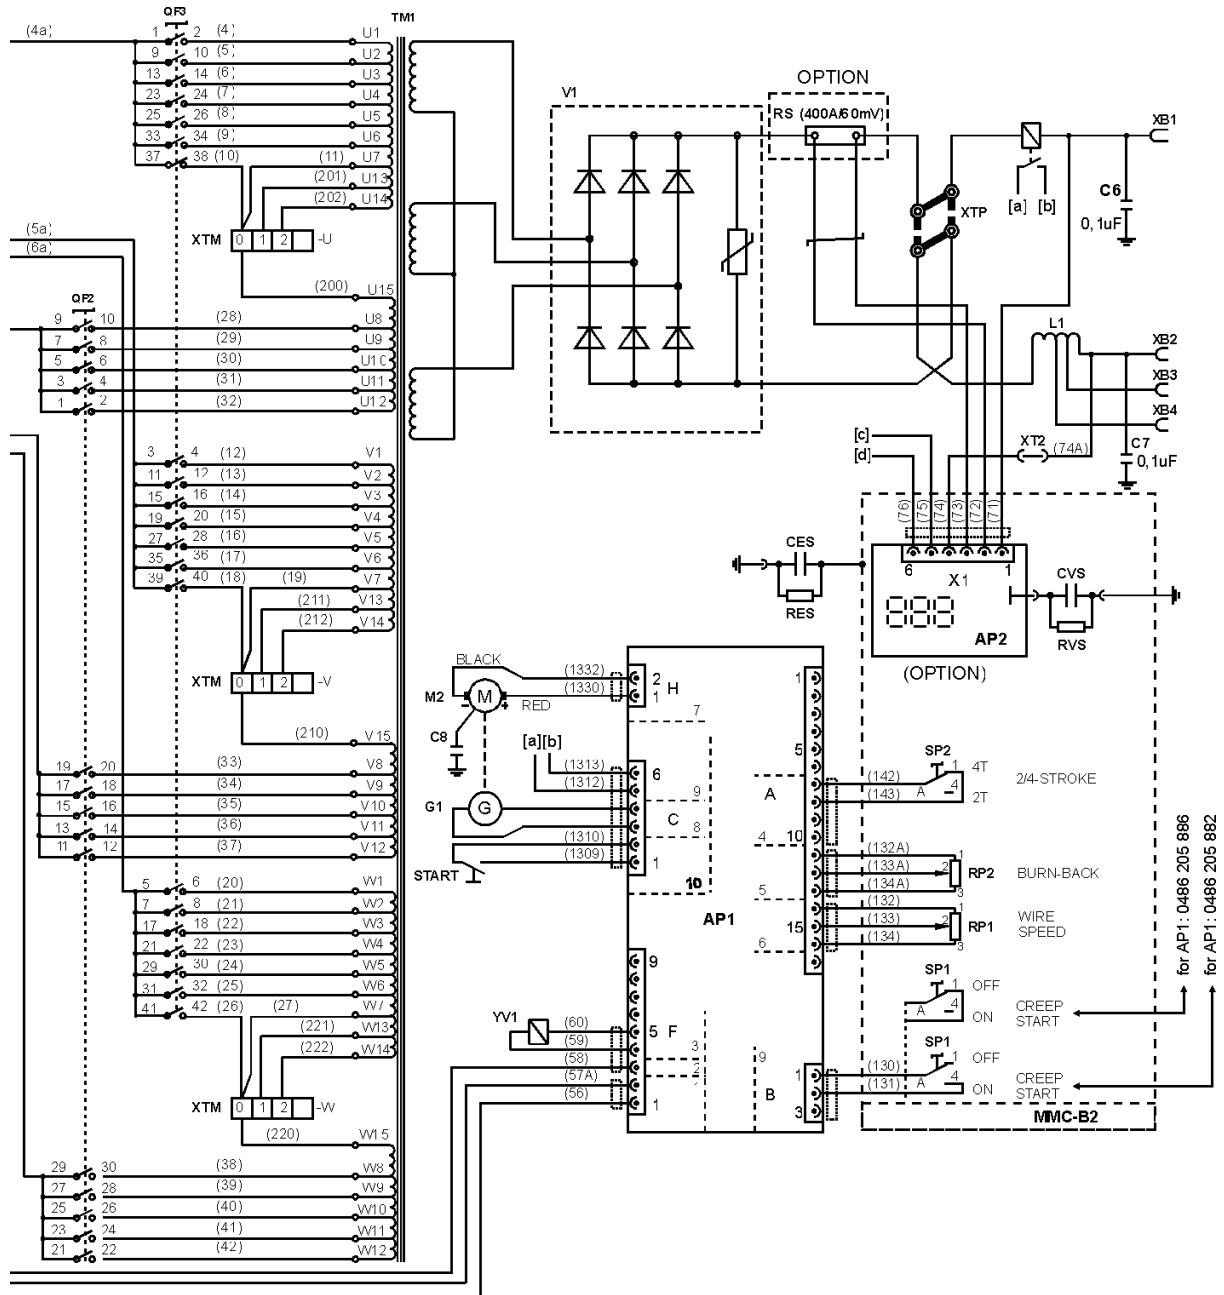 QF3
TM1
(4a)
1 2 (4) U1
9 10 (5) U2
13 14 (6) U3
23 24 (7) U4
25 26 (8) U5
33 34 (9) U6
37 38 (10) (11) U7
(201) U13
(202) U14
XTM 0 1 2 -U
(5a)
(6a)
(200) U15
QF2
9 10 (28) U8
7 8 (29) U9
5 6 (30) U10
3 4 (31) U11
1 2 (32) U12
3 4 (12) V1
11 12 (13) V2
15 16 (14) V3
19 20 (15) V4
27 28 (16) V5
35 36 (17) V6
39 40 (18) (19) V7
(211) V13
(212) V14
XTM 0 1 2 -V
(210) V15
19 20 (33) V8
17 18 (34) V9
15 16 (35) V10
13 14 (36) V11
11 12 (37) V12
5 6 (20) W1
7 8 (21) W2
17 18 (22) W3
21 22 (23) W4
29 30 (24) W5
31 32 (25) W6
41 42 (26) (27) W7
(221) W13
(222) W14
XTM 0 1 2 -W
(220) W15
29 30 (38) W8
27 28 (39) W9
25 26 (40) W10
23 24 (41) W11
21 22 (42) W12
V1
OPTION
RS (400A/60mV)
XTP
[a] [b]
XB1
C6
0,1uF
L1
XB2
XB3
XB4
C7
0,1uF
XT2
(74A)
[c]
[d]
(76) (75) (74) (73) (72) (71)
6 1
X1
AP2
(OPTION)
CES
RES
CVS
RVS
BLACK
M2 M - +
RED
C8
(1332) 2 H
(1330) 1
7
[a][b]
(1313) 6
(1312)
9
G1 G
C
8
(1310)
(1309) 1
START
10
AP1
1
5
A
4 10
5
15
6
SP2
(142) 1 4T
(143) A 4 2T
2/4-STROKE
(132A) 1
(133A) 2 RP2 BURN-BACK
(134A) 3
(132) 1
(133) 2 RP1 WIRE
SPEED
(134) 3
SP1
1 OFF
A 4 ON
CREEP
START
SP1
(130) 1 OFF
(131) A 4 ON
CREEP
START
MMC-B2
for AP1: 0486 205 886
for AP1: 0486 205 882
9
YV1
(60) 5 F
(59)
(58) 3
(57A) 2
(56) 1
9
1
B
3